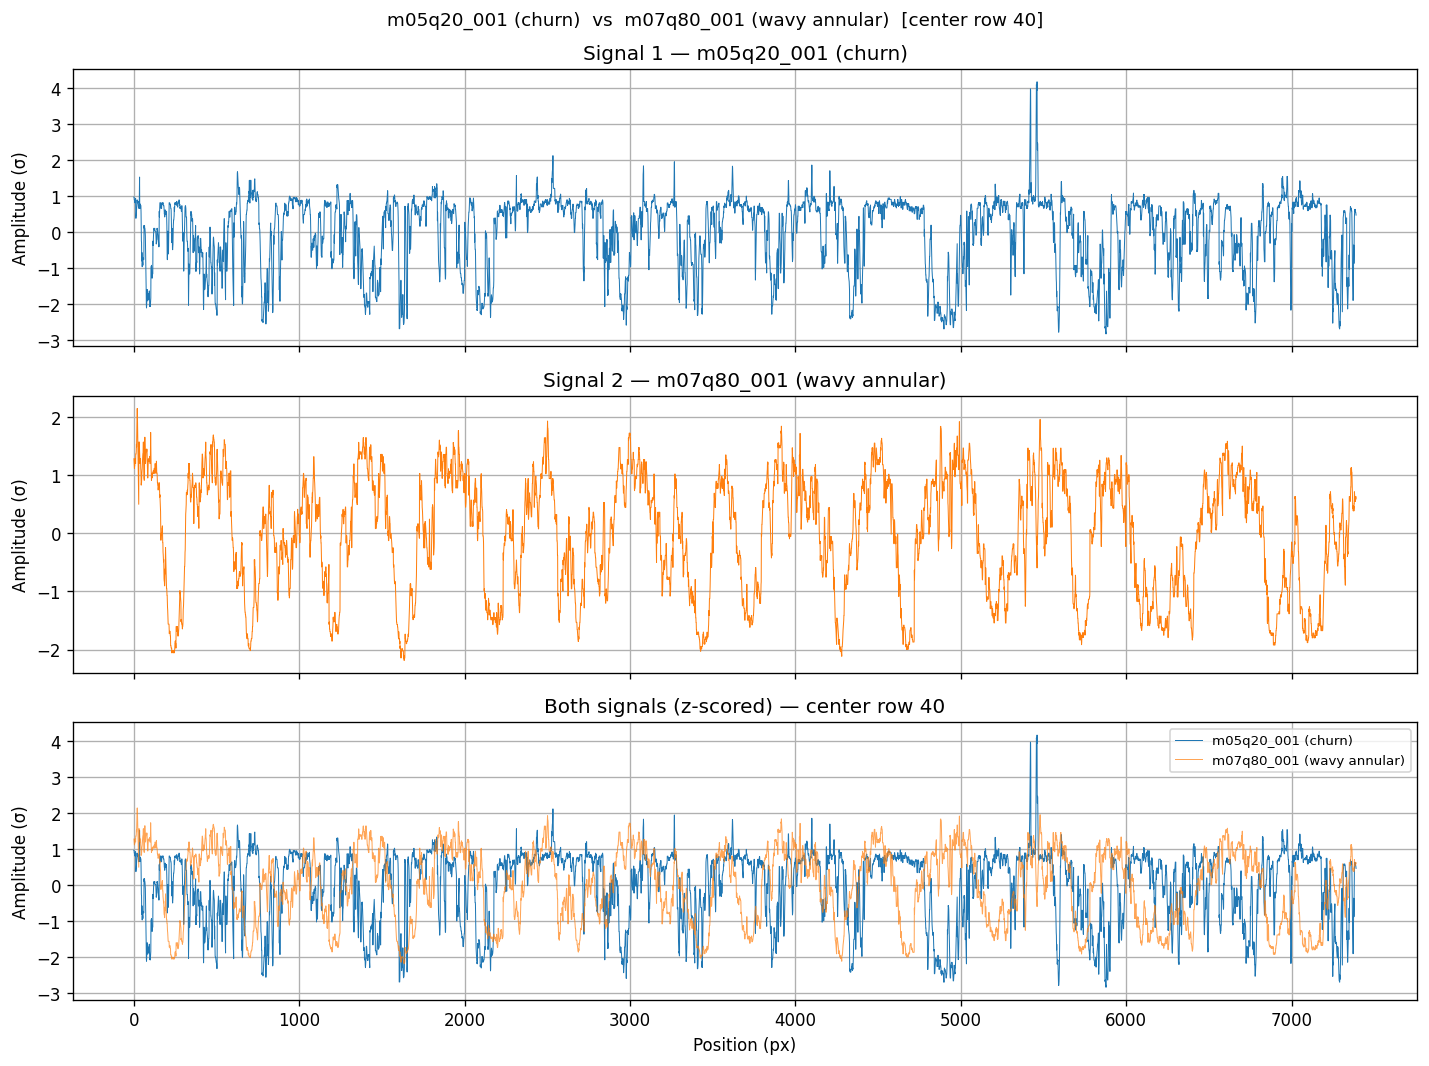 m05q20_001 (churn)  vs  m07q80_001 (wavy annular)  [center row 40]
Signal 1 — m05q20_001 (churn)
Amplitude (σ)
4
3
2
1
0
−1
−2
−3
Signal 2 — m07q80_001 (wavy annular)
Amplitude (σ)
2
1
0
−1
−2
Both signals (z-scored) — center row 40
Amplitude (σ)
4
3
2
1
0
−1
−2
−3
m05q20_001 (churn)
m07q80_001 (wavy annular)
0 1000 2000 3000 4000 5000 6000 7000
Position (px)